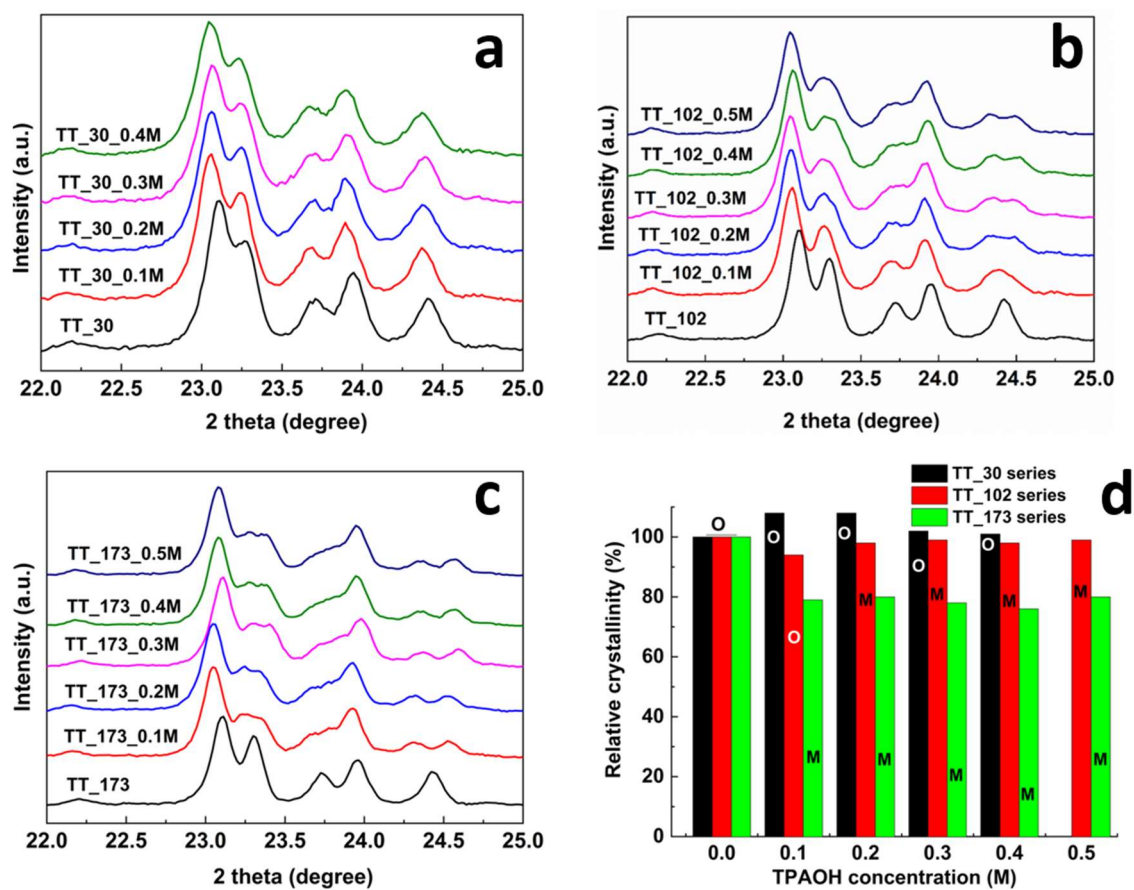 a
TT_30_0.4M
TT_30_0.3M
TT_30_0.2M
TT_30_0.1M
TT_30
Intensity (a.u.)
22.0 22.5 23.0 23.5 24.0 24.5 25.0
2 theta (degree)
b
TT_102_0.5M
TT_102_0.4M
TT_102_0.3M
TT_102_0.2M
TT_102_0.1M
TT_102
Intensity (a.u.)
22.0 22.5 23.0 23.5 24.0 24.5 25.0
2 theta (degree)
c
TT_173_0.5M
TT_173_0.4M
TT_173_0.3M
TT_173_0.2M
TT_173_0.1M
TT_173
Intensity (a.u.)
22.0 22.5 23.0 23.5 24.0 24.5 25.0
2 theta (degree)
d
TT_30 series
TT_102 series
TT_173 series
Relative crystallinity (%)
100
80
60
40
20
0
O
O O O O
M M M M
O
M M M M M
0.0 0.1 0.2 0.3 0.4 0.5
TPAOH concentration (M)